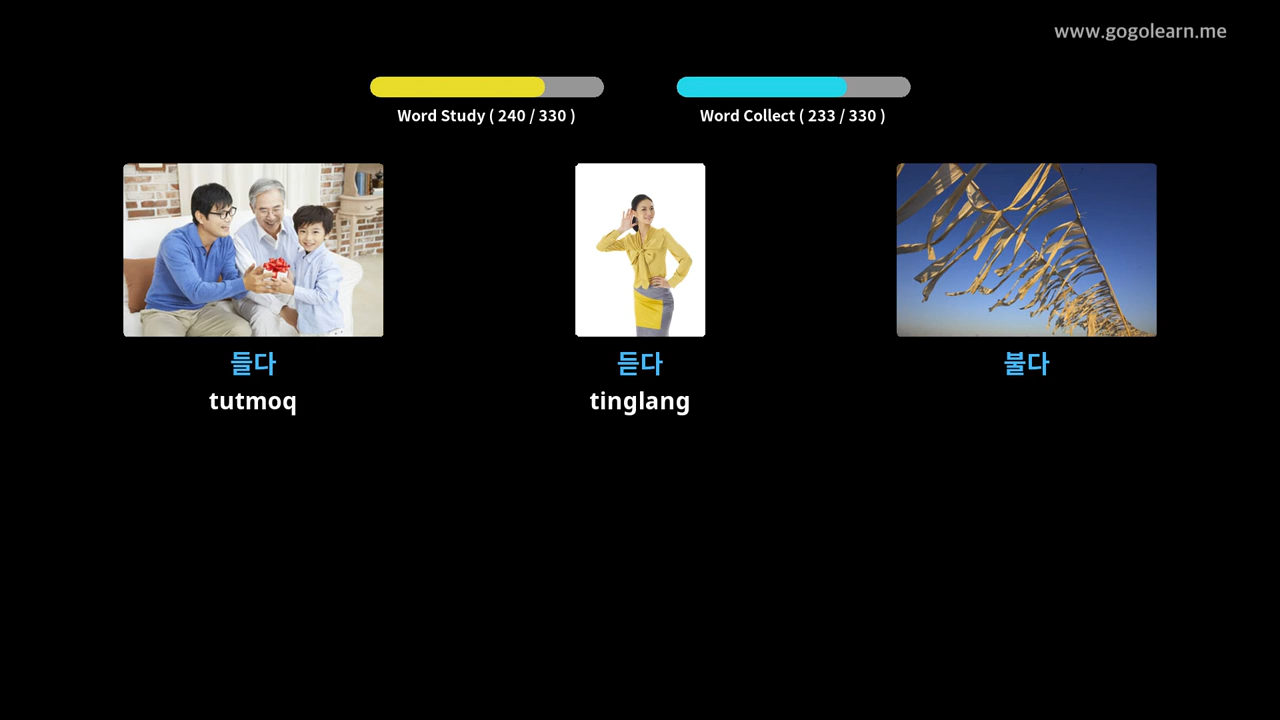 www.gogolearn.me
Word Study ( 240 / 330 )
Word Collect ( 233 / 330 )
들다
듣다
불다
tutmoq
tinglang